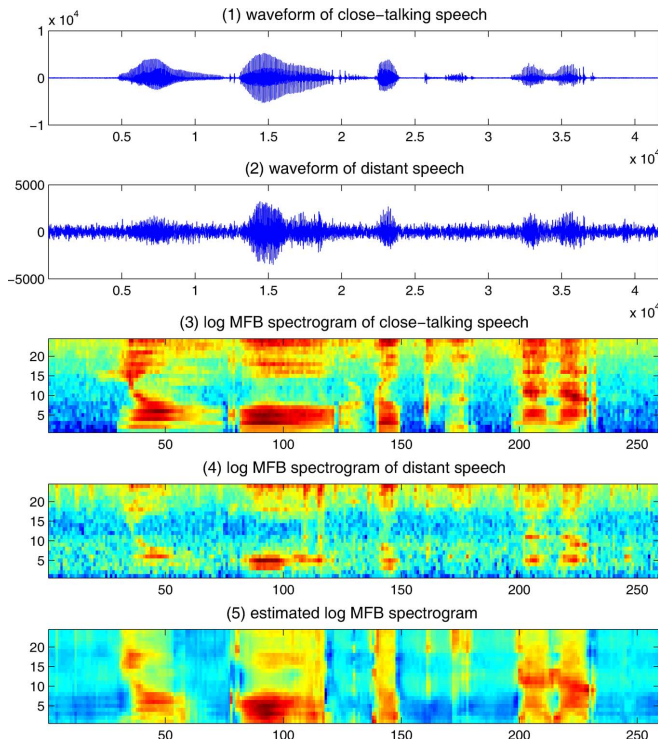 (1) waveform of close-talking speech
x 10^4
1
0
-1
0.5 1 1.5 2 2.5 3 3.5 4
x 10^4
(2) waveform of distant speech
5000
0
-5000
0.5 1 1.5 2 2.5 3 3.5 4
x 10^4
(3) log MFB spectrogram of close-talking speech
20
15
10
5
50 100 150 200 250
(4) log MFB spectrogram of distant speech
20
15
10
5
50 100 150 200 250
(5) estimated log MFB spectrogram
20
15
10
5
50 100 150 200 250